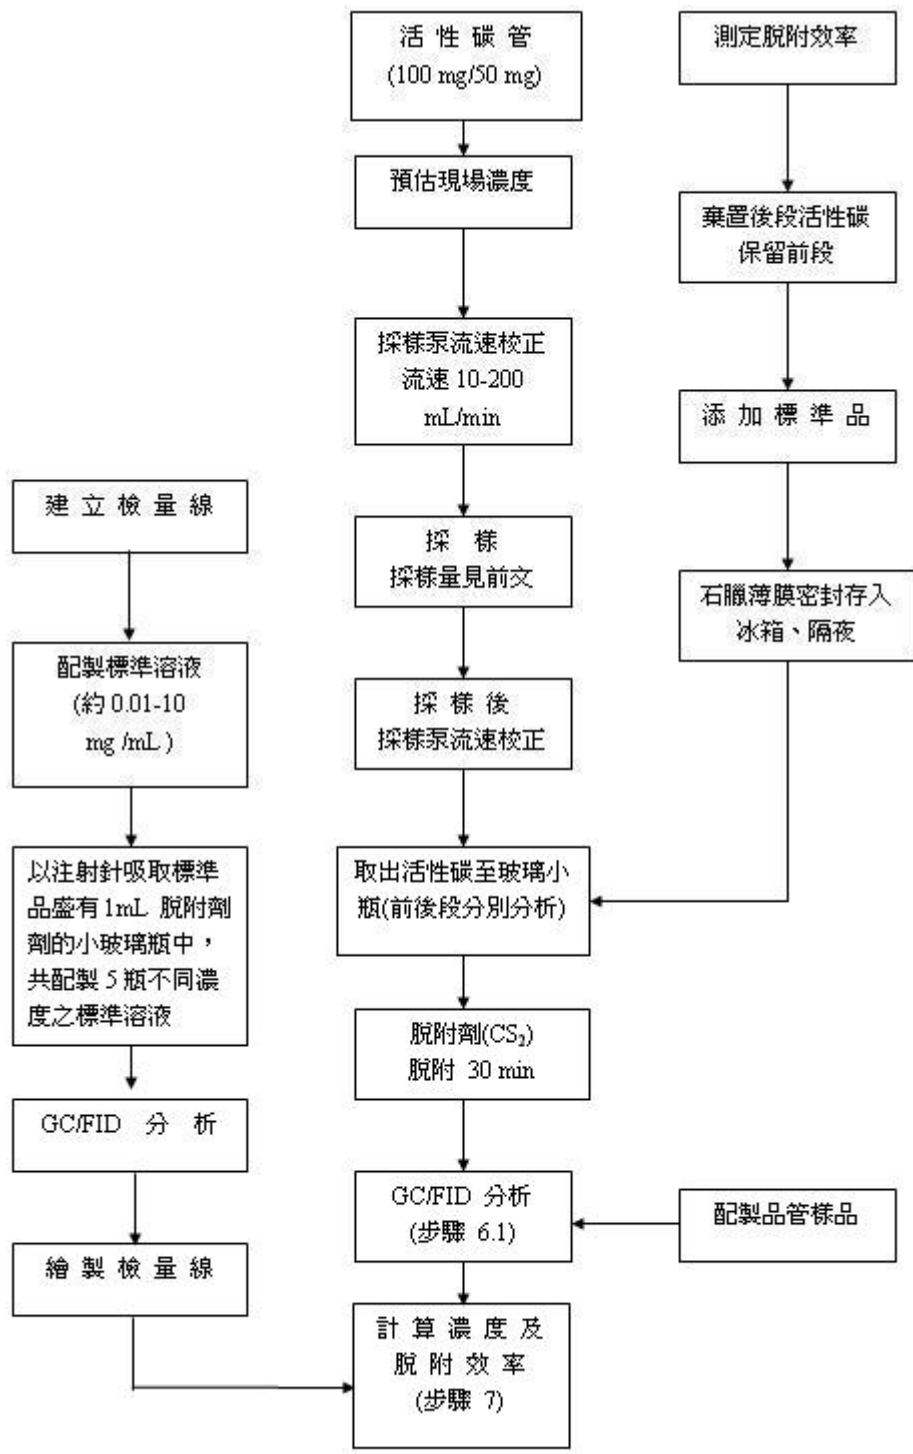 活 性 碳 管
(100 mg/50 mg)
預估現場濃度
採樣泵流速校正
流速 10-200
mL/min
採 樣
採樣量見前文
採 樣 後
採樣泵流速校正
取出活性碳至玻璃小
瓶(前後段分別分析)
脫附劑(CS₂)
脫附 30 min
GC/FID 分析
(步驟 6.1)
計 算 濃 度 及
脫 附 效 率
(步驟 7)
測定脫附效率
棄置後段活性碳
保留前段
添 加 標 準 品
石臘薄膜密封存入
冰箱、隔夜
配製品管樣品
建 立 檢 量 線
配製標準溶液
(約 0.01-10
mg /mL )
以注射針吸取標準
品盛有 1mL 脫附劑
劑的小玻璃瓶中，
共配製 5 瓶不同濃
度之標準溶液
GC/FID 分 析
繪 製 檢 量 線